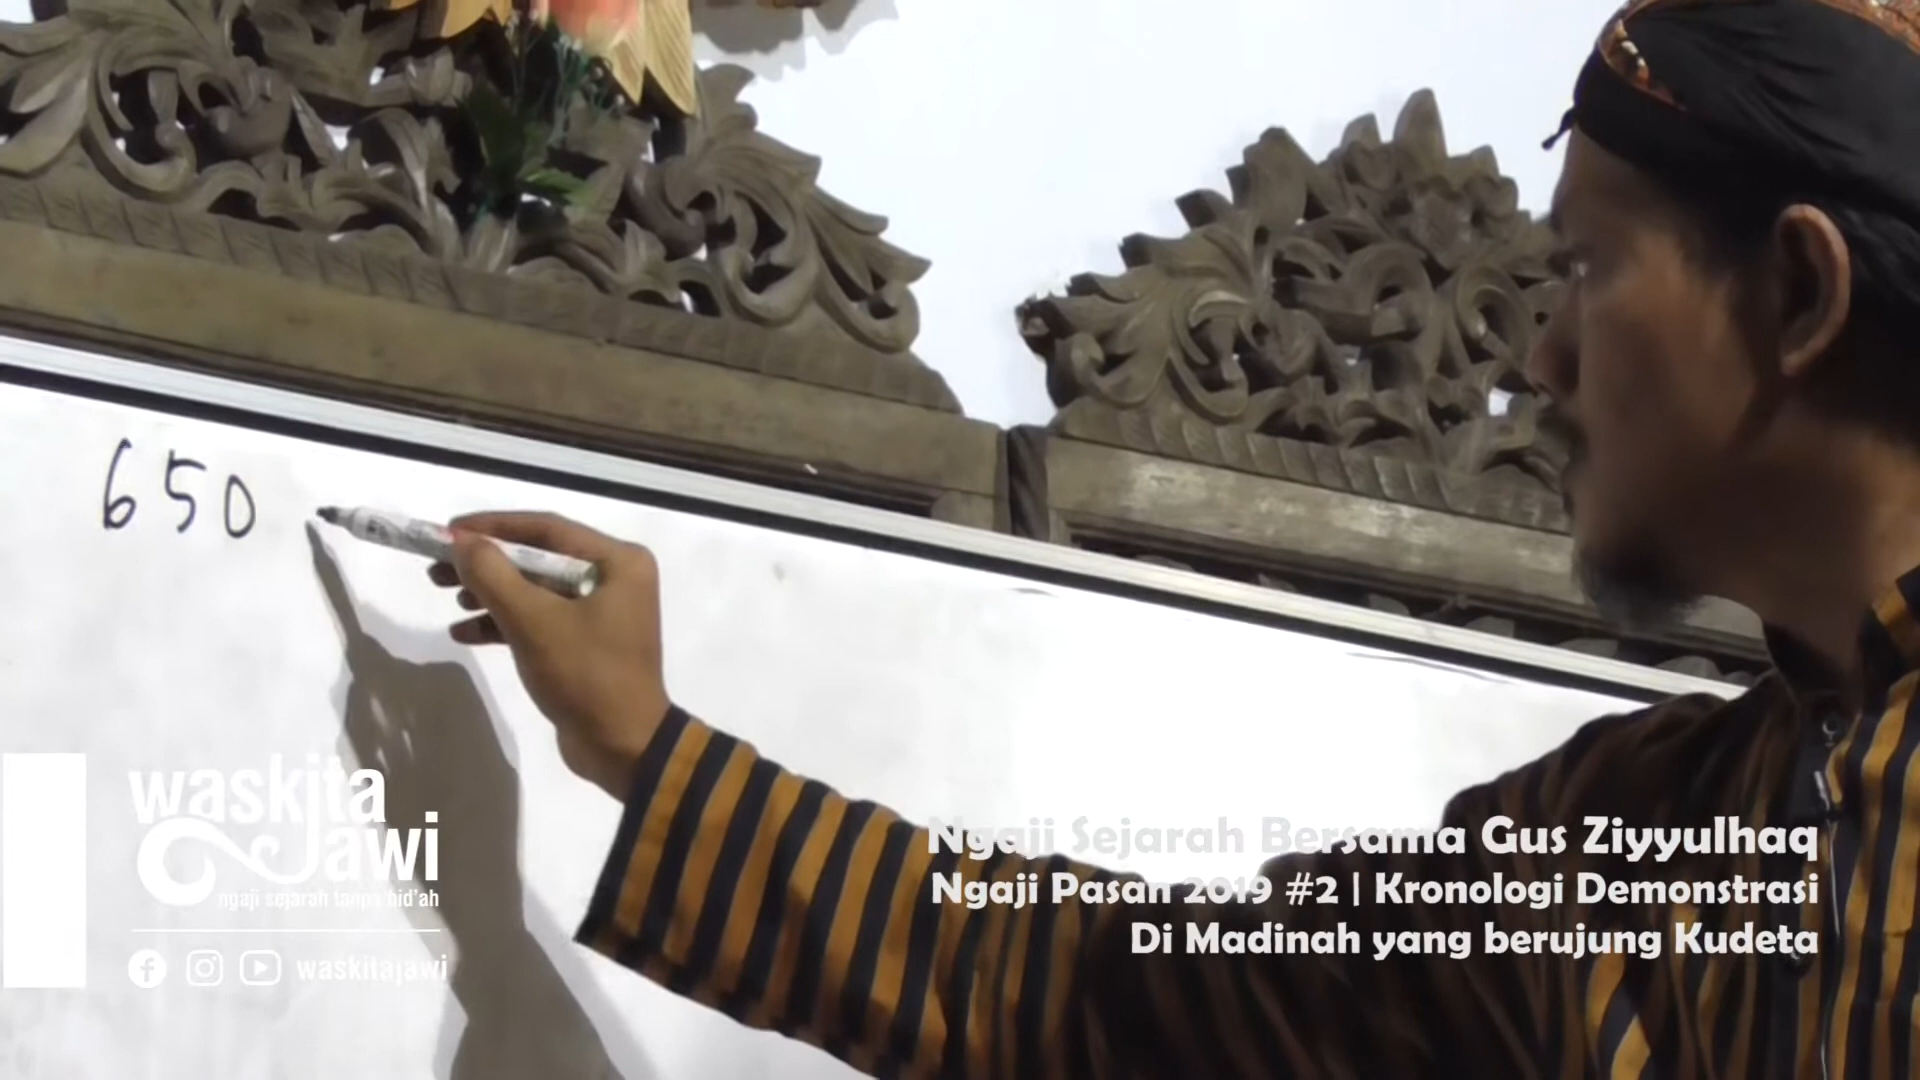 650
waskita
Jawi
ngaji sejarah tanpa bid'ah
waskitajawi
Ngaji Sejarah Bersama Gus Ziyyulhaq
Ngaji Pasan 2019 #2 | Kronologi Demonstrasi
Di Madinah yang berujung Kudeta